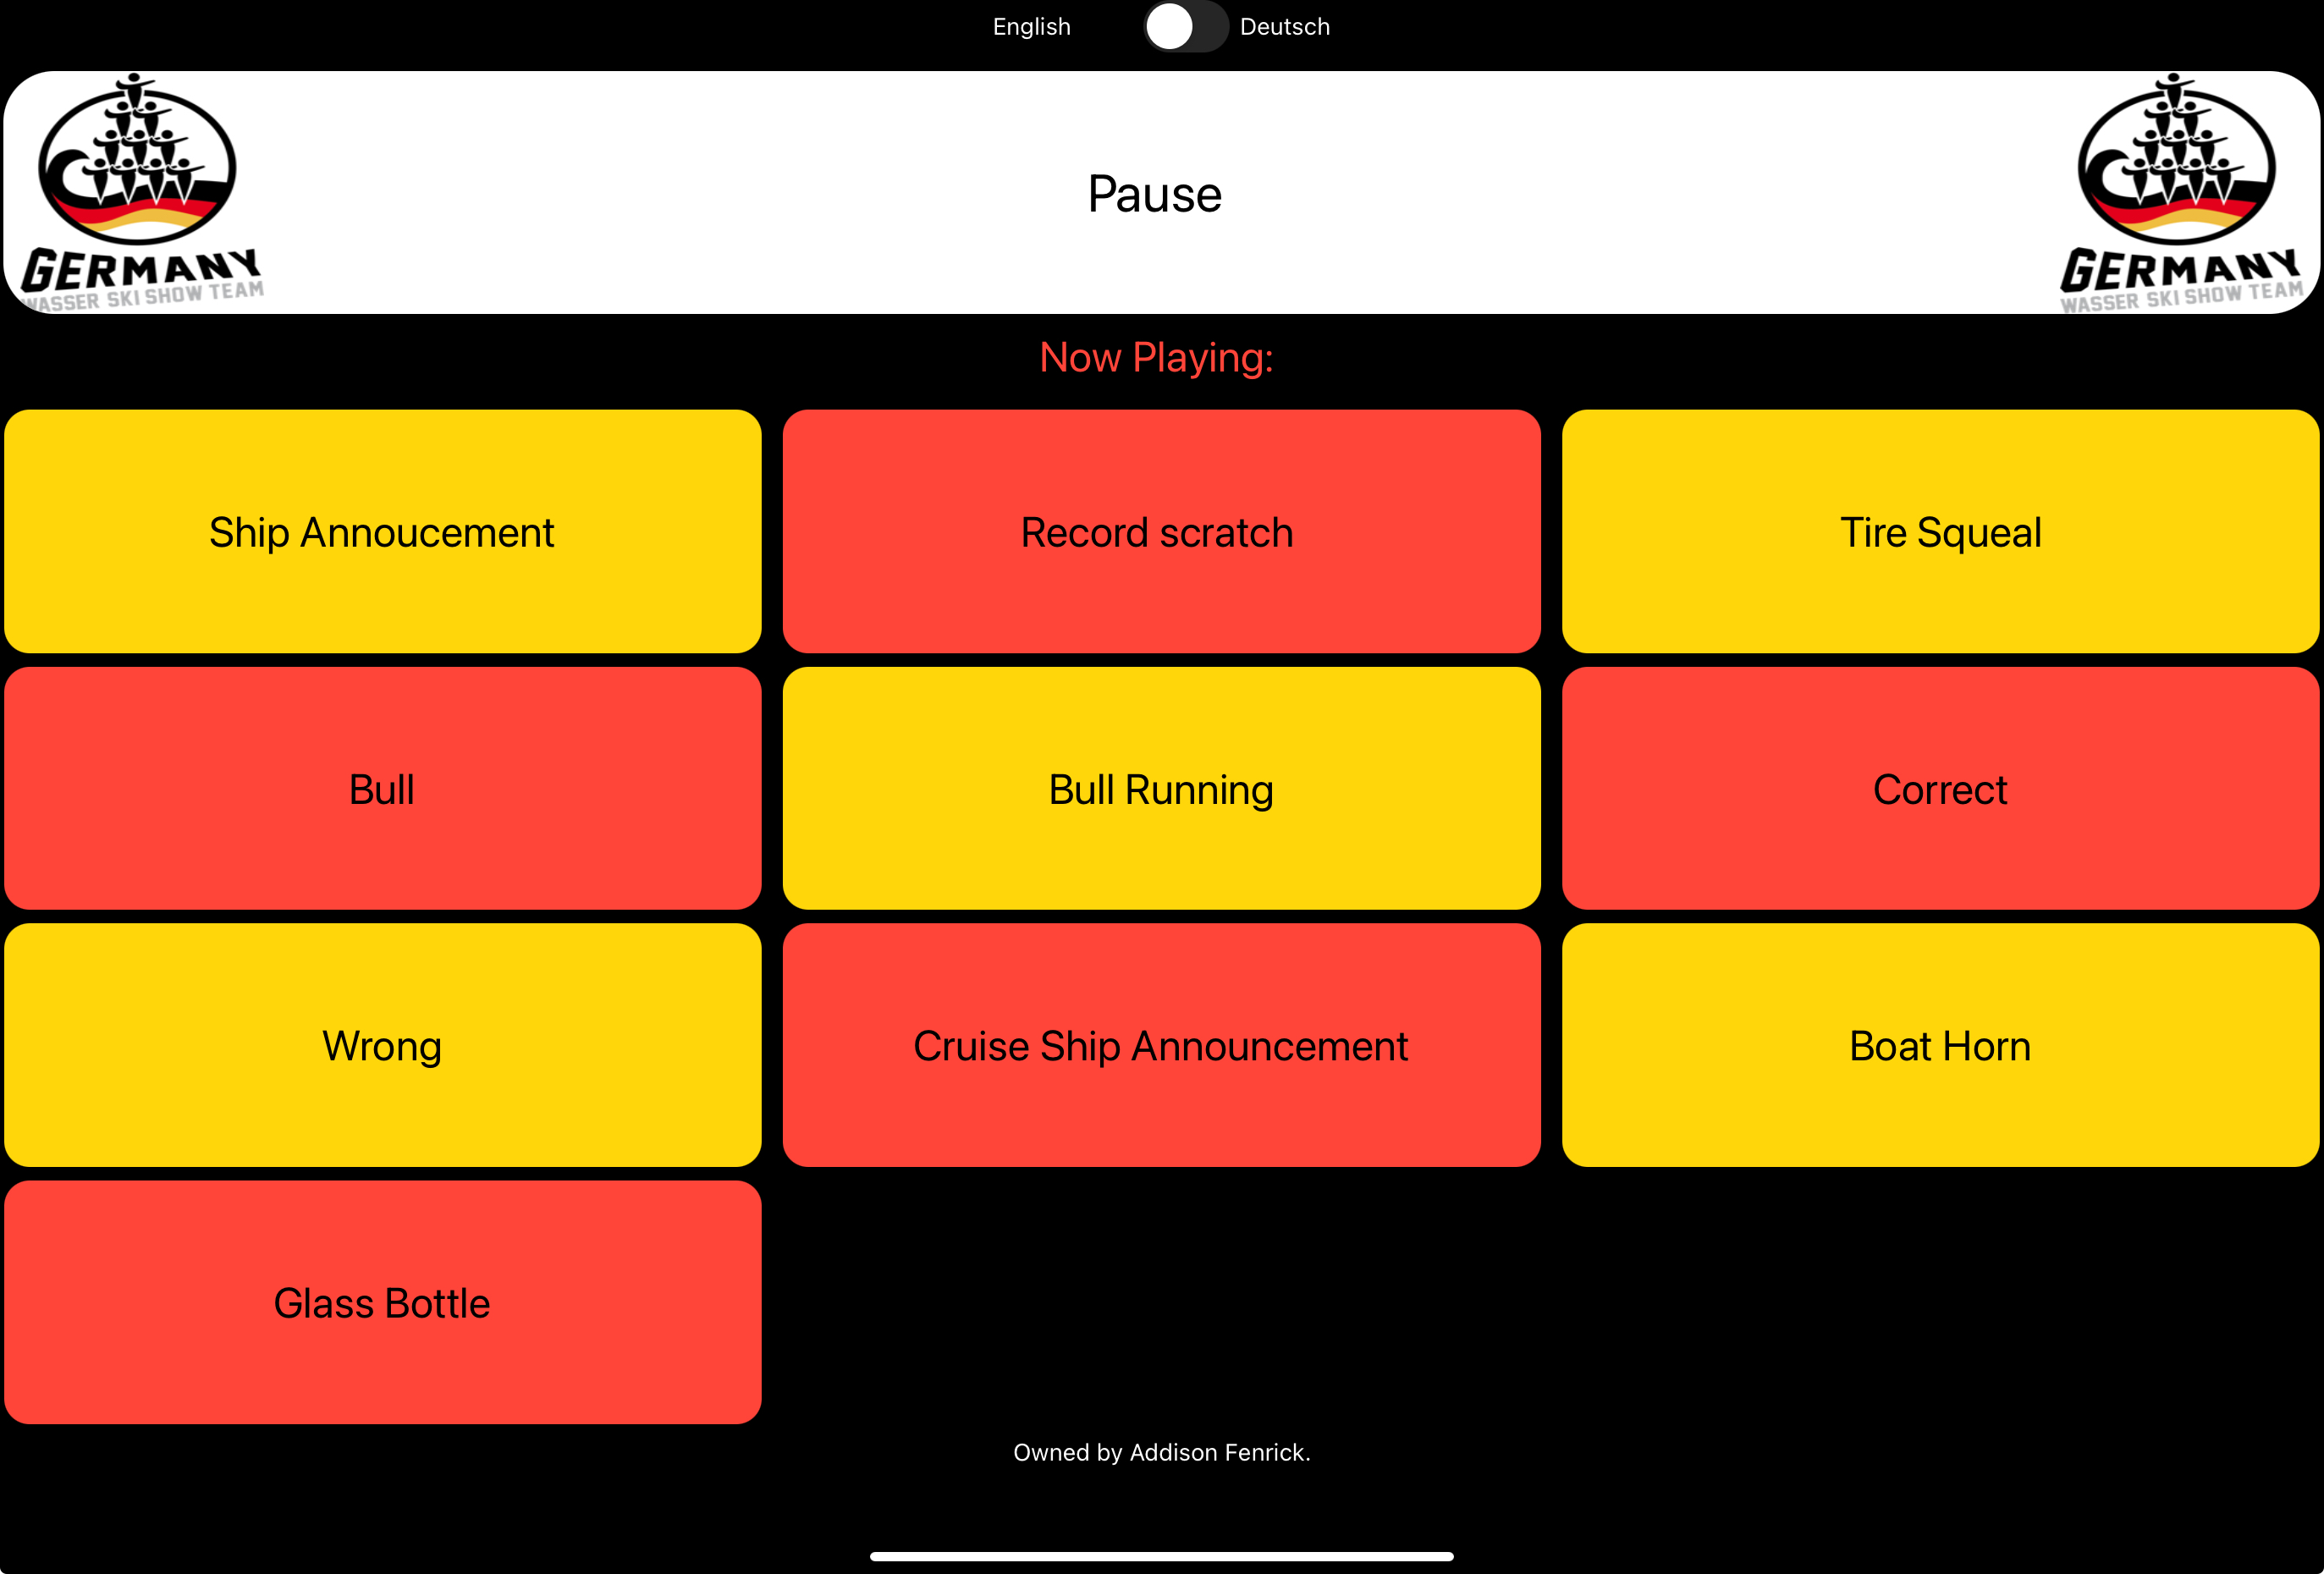 English
Deutsch
GERMANY
WASSER SKI SHOW TEAM
Pause
GERMANY
WASSER SKI SHOW TEAM
Now Playing:
Ship Annoucement
Record scratch
Tire Squeal
Bull
Bull Running
Correct
Wrong
Cruise Ship Announcement
Boat Horn
Glass Bottle
Owned by Addison Fenrick.